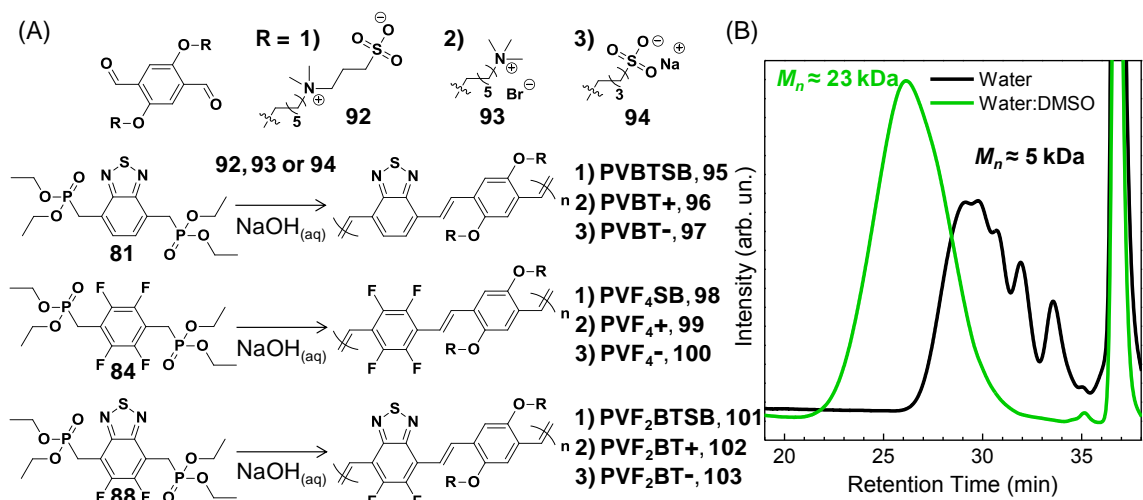 (A)
R = 1)
2)
3)
O
R
O
O
R
O
N
+
5
S
O
O
O
−
92
N
+
5
Br
−
93
S
O
O
O
−
Na
+
3
94
92, 93 or 94
NaOH(aq)
O
O
P
O
S
N
N
O
P
O
O
81
S
N
N
O
R
R
O
n
1) PVBTSB, 95
2) PVBT+, 96
3) PVBT-, 97
O
O
P
O
F
F
F
F
O
P
O
O
84
NaOH(aq)
F
F
F
F
O
R
R
O
n
1) PVF4SB, 98
2) PVF4+, 99
3) PVF4-, 100
O
O
P
O
S
N
N
F
F
O
P
O
O
88
NaOH(aq)
S
N
N
F
F
O
R
R
O
n
1) PVF2BTSB, 101
2) PVF2BT+, 102
3) PVF2BT-, 103
(B)
Mn ≈ 23 kDa
Water
Water:DMSO
Mn ≈ 5 kDa
Intensity (arb. un.)
20 25 30 35
Retention Time (min)